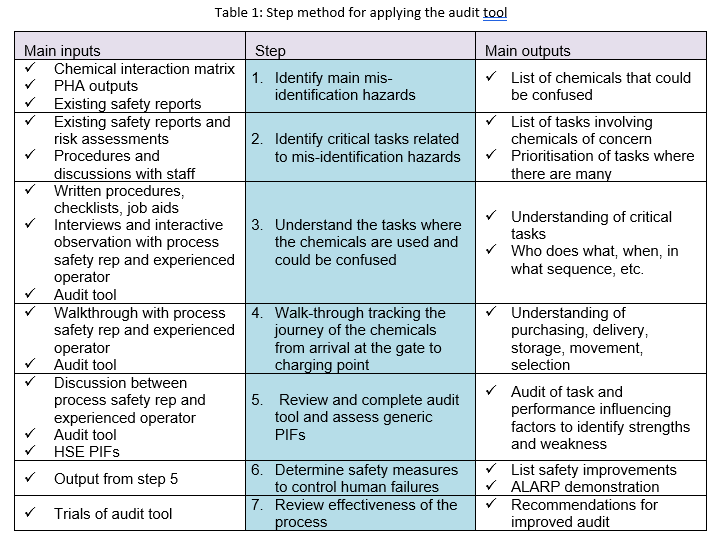 Table 1: Step method for applying the audit tool
Main inputs
Step
Main outputs
✓ Chemical interaction matrix
✓ PHA outputs
✓ Existing safety reports
1. Identify main mis-
identification hazards
✓ List of chemicals that could
be confused
✓ Existing safety reports and
risk assessments
✓ Procedures and
discussions with staff
2. Identify critical tasks related
to mis-identification hazards
✓ List of tasks involving
chemicals of concern
✓ Prioritisation of tasks where
there are many
✓ Written procedures,
checklists, job aids
✓ Interviews and interactive
observation with process
safety rep and experienced
operator
✓ Audit tool
3. Understand the tasks where
the chemicals are used and
could be confused
✓ Understanding of critical
tasks
✓ Who does what, when, in
what sequence, etc.
✓ Walkthrough with process
safety rep and experienced
operator
✓ Audit tool
4. Walk-through tracking the
journey of the chemicals
from arrival at the gate to
charging point
✓ Understanding of
purchasing, delivery,
storage, movement,
selection
✓ Discussion between
process safety rep and
experienced operator
✓ Audit tool
✓ HSE PIFs
5. Review and complete audit
tool and assess generic
PIFs
✓ Audit of task and
performance influencing
factors to identify strengths
and weakness
✓ Output from step 5
6. Determine safety measures
to control human failures
✓ List safety improvements
✓ ALARP demonstration
✓ Trials of audit tool
7. Review effectiveness of the
process
✓ Recommendations for
improved audit